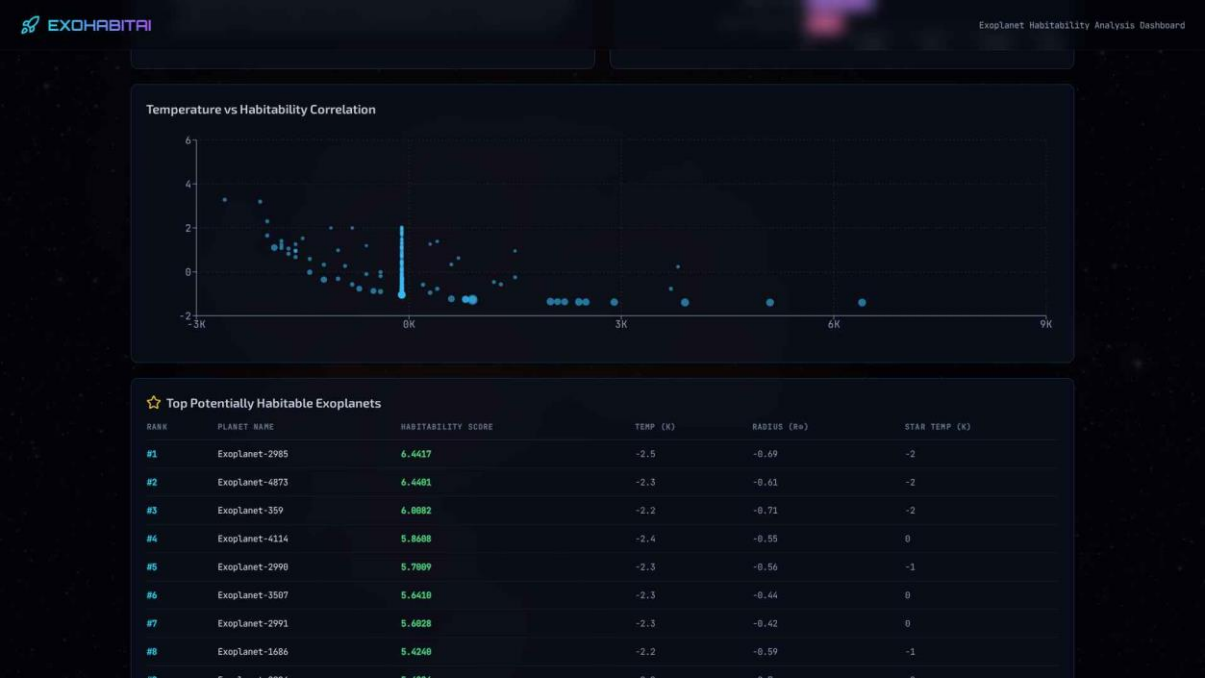 EXOHABITAI
Exoplanet Habitability Analysis Dashboard
Temperature vs Habitability Correlation
6
4
2
0
-2
-3K 0K 3K 6K 9K
Top Potentially Habitable Exoplanets
RANK PLANET NAME HABITABILITY SCORE TEMP (K) RADIUS (R⊕) STAR TEMP (K)
#1 Exoplanet-2985 6.4417 -2.5 -0.69 -2
#2 Exoplanet-4873 6.4401 -2.3 -0.61 -2
#3 Exoplanet-359 6.0082 -2.2 -0.71 -2
#4 Exoplanet-4114 5.8608 -2.4 -0.55 0
#5 Exoplanet-2990 5.7009 -2.3 -0.56 -1
#6 Exoplanet-3507 5.6410 -2.3 -0.44 0
#7 Exoplanet-2991 5.6028 -2.3 -0.42 0
#8 Exoplanet-1686 5.4240 -2.2 -0.59 -1